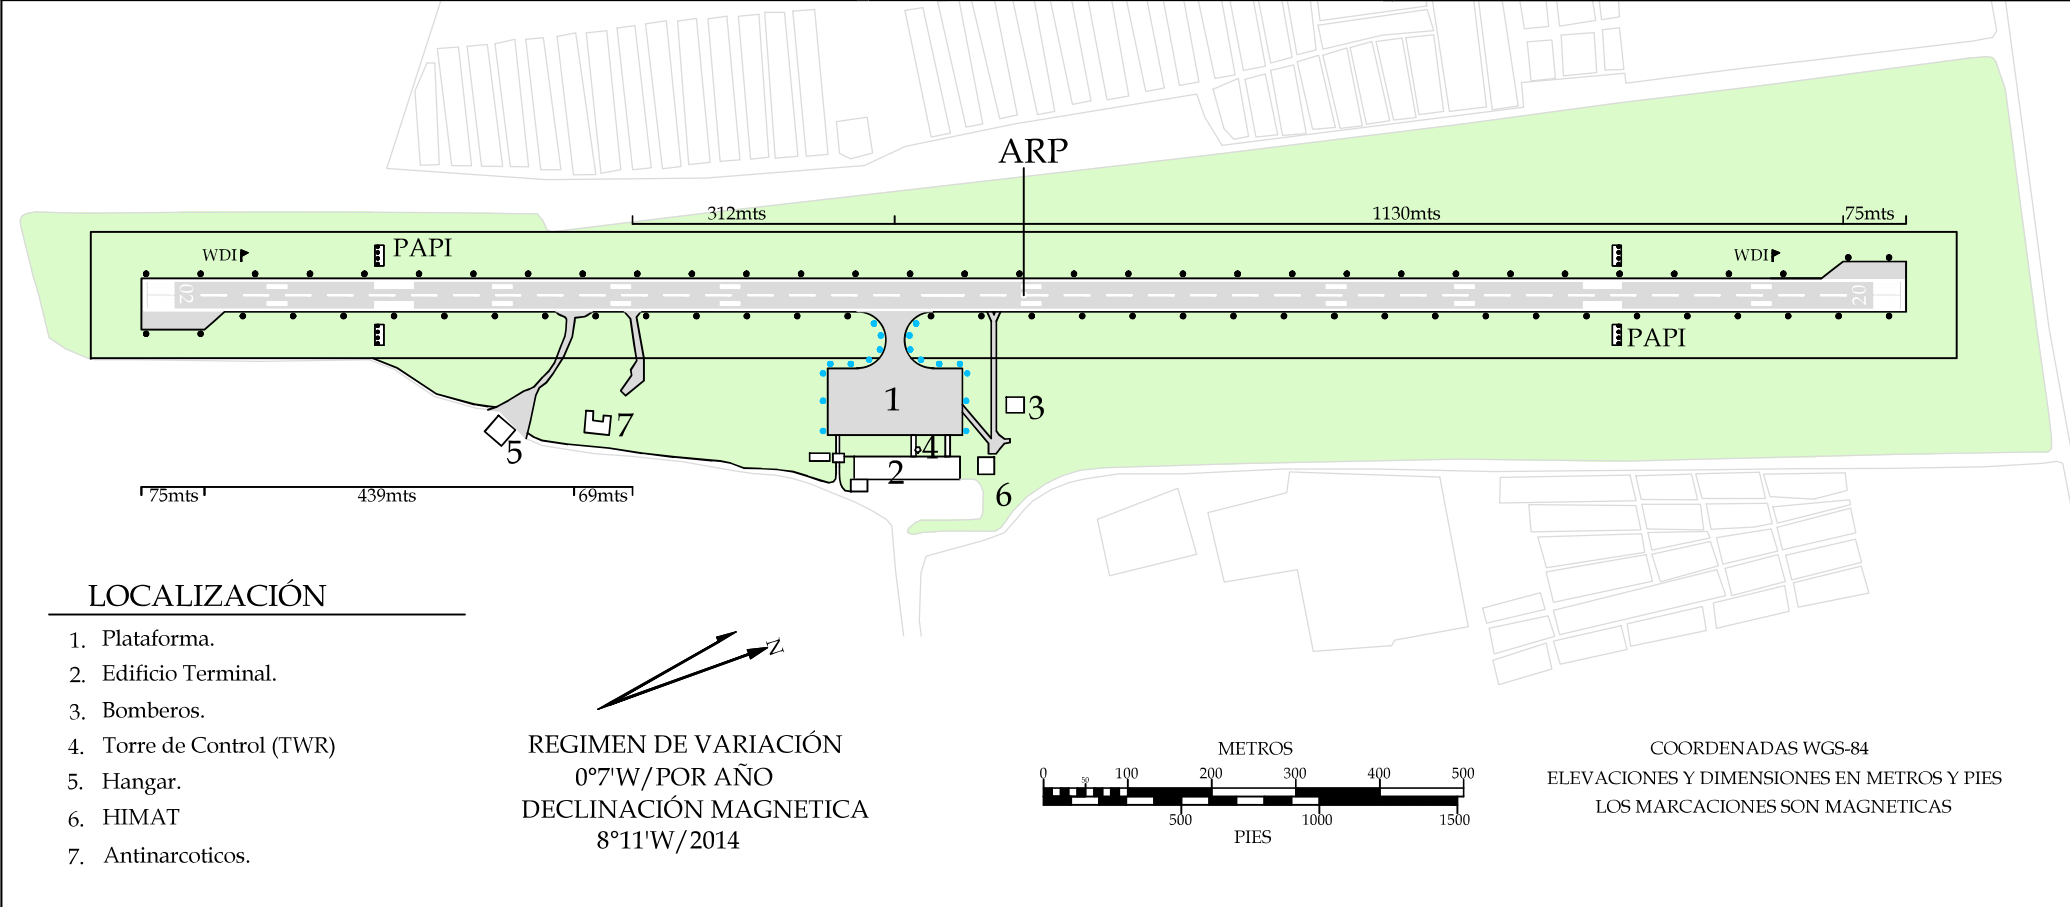 ARP
312mts
1130mts
75mts
WDI
PAPI
WDI
02
20
PAPI
1
3
7
5
4
2
6
75mts
439mts
69mts
LOCALIZACIÓN
1. Plataforma.
2. Edificio Terminal.
3. Bomberos.
4. Torre de Control (TWR)
5. Hangar.
6. HIMAT
7. Antinarcoticos.
N
REGIMEN DE VARIACIÓN
0°7'W/POR AÑO
DECLINACIÓN MAGNETICA
8°11'W/2014
METROS
0 50 100 200 300 400 500
500 1000 1500
PIES
COORDENADAS WGS-84
ELEVACIONES Y DIMENSIONES EN METROS Y PIES
LOS MARCACIONES SON MAGNETICAS